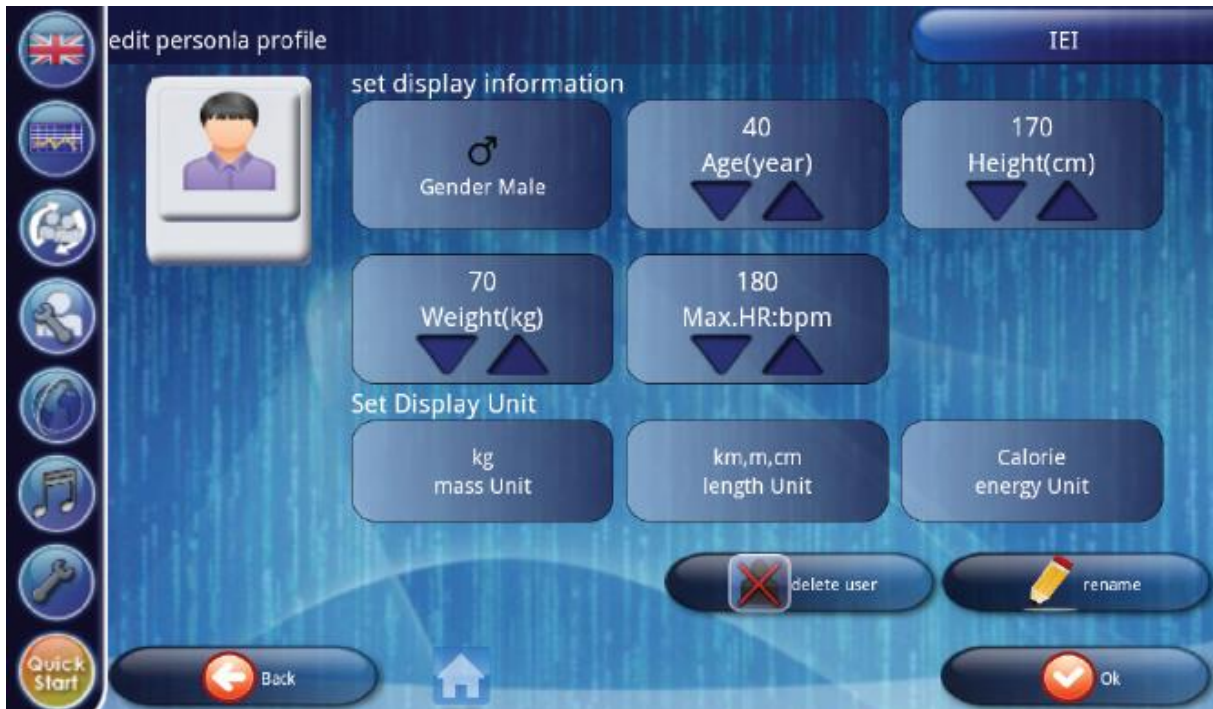 edit personla profile
IEI
set display information
Gender Male
40
Age(year)
170
Height(cm)
70
Weight(kg)
180
Max.HR:bpm
Set Display Unit
kg
mass Unit
km,m,cm
length Unit
Calorie
energy Unit
delete user
rename
Quick
Start
Back
Ok